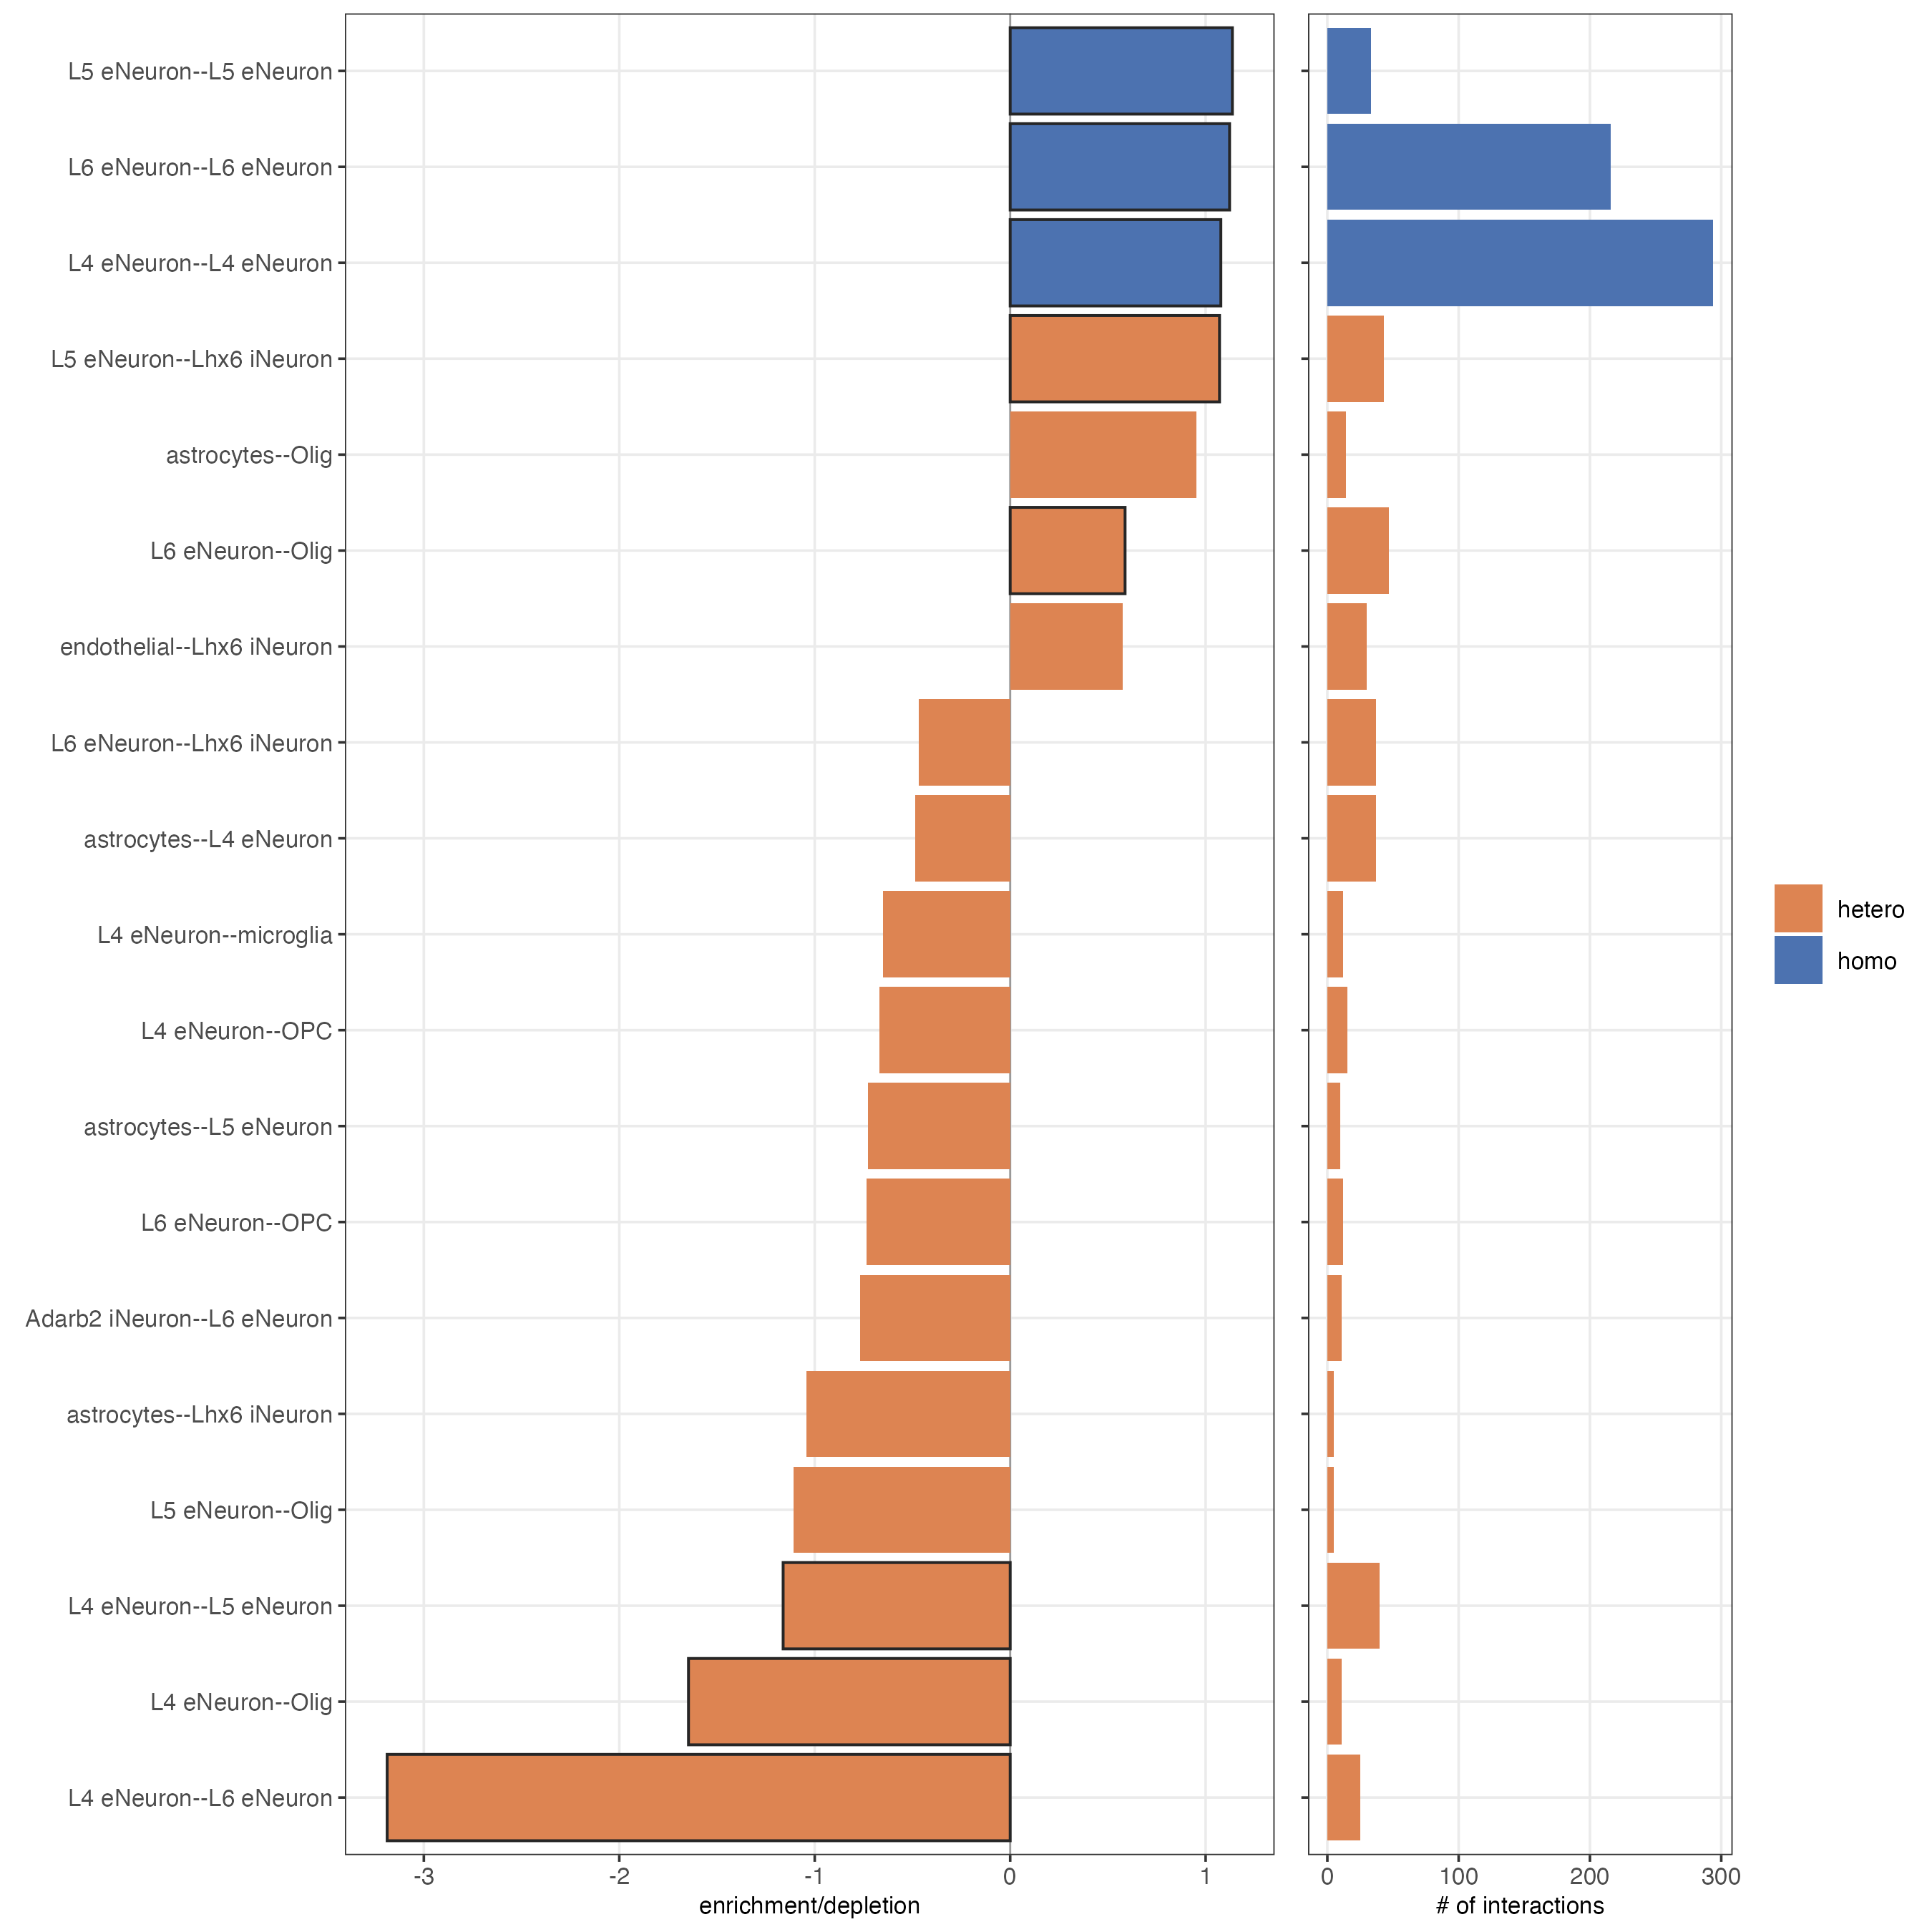 L5 eNeuron--L5 eNeuron
L6 eNeuron--L6 eNeuron
L4 eNeuron--L4 eNeuron
L5 eNeuron--Lhx6 iNeuron
astrocytes--Olig
L6 eNeuron--Olig
endothelial--Lhx6 iNeuron
L6 eNeuron--Lhx6 iNeuron
astrocytes--L4 eNeuron
L4 eNeuron--microglia
L4 eNeuron--OPC
astrocytes--L5 eNeuron
L6 eNeuron--OPC
Adarb2 iNeuron--L6 eNeuron
astrocytes--Lhx6 iNeuron
L5 eNeuron--Olig
L4 eNeuron--L5 eNeuron
L4 eNeuron--Olig
L4 eNeuron--L6 eNeuron
-3 -2 -1 0 1
enrichment/depletion
0 100 200 300
# of interactions
hetero
homo